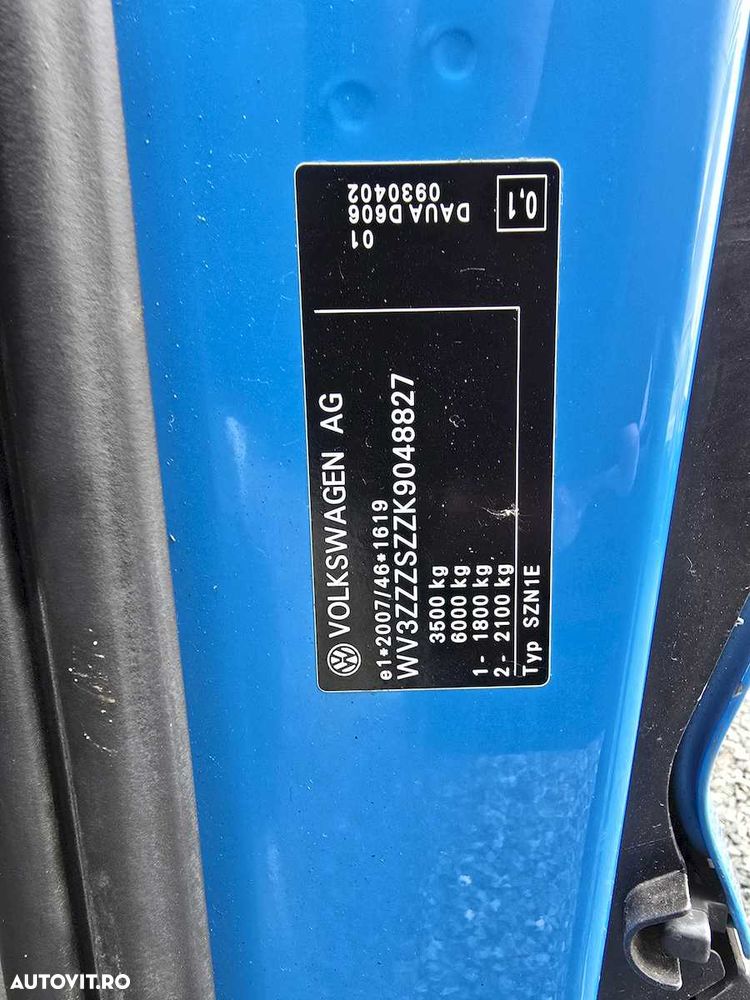 VOLKSWAGEN AG
e1*2007/46*1619
WV3ZZZSZZK9048827
3500 kg
6000 kg
1- 1800 kg
2- 2100 kg
Typ SZN1E
01
DAUA D606
0930402
0,1
AUTOVIT.RO